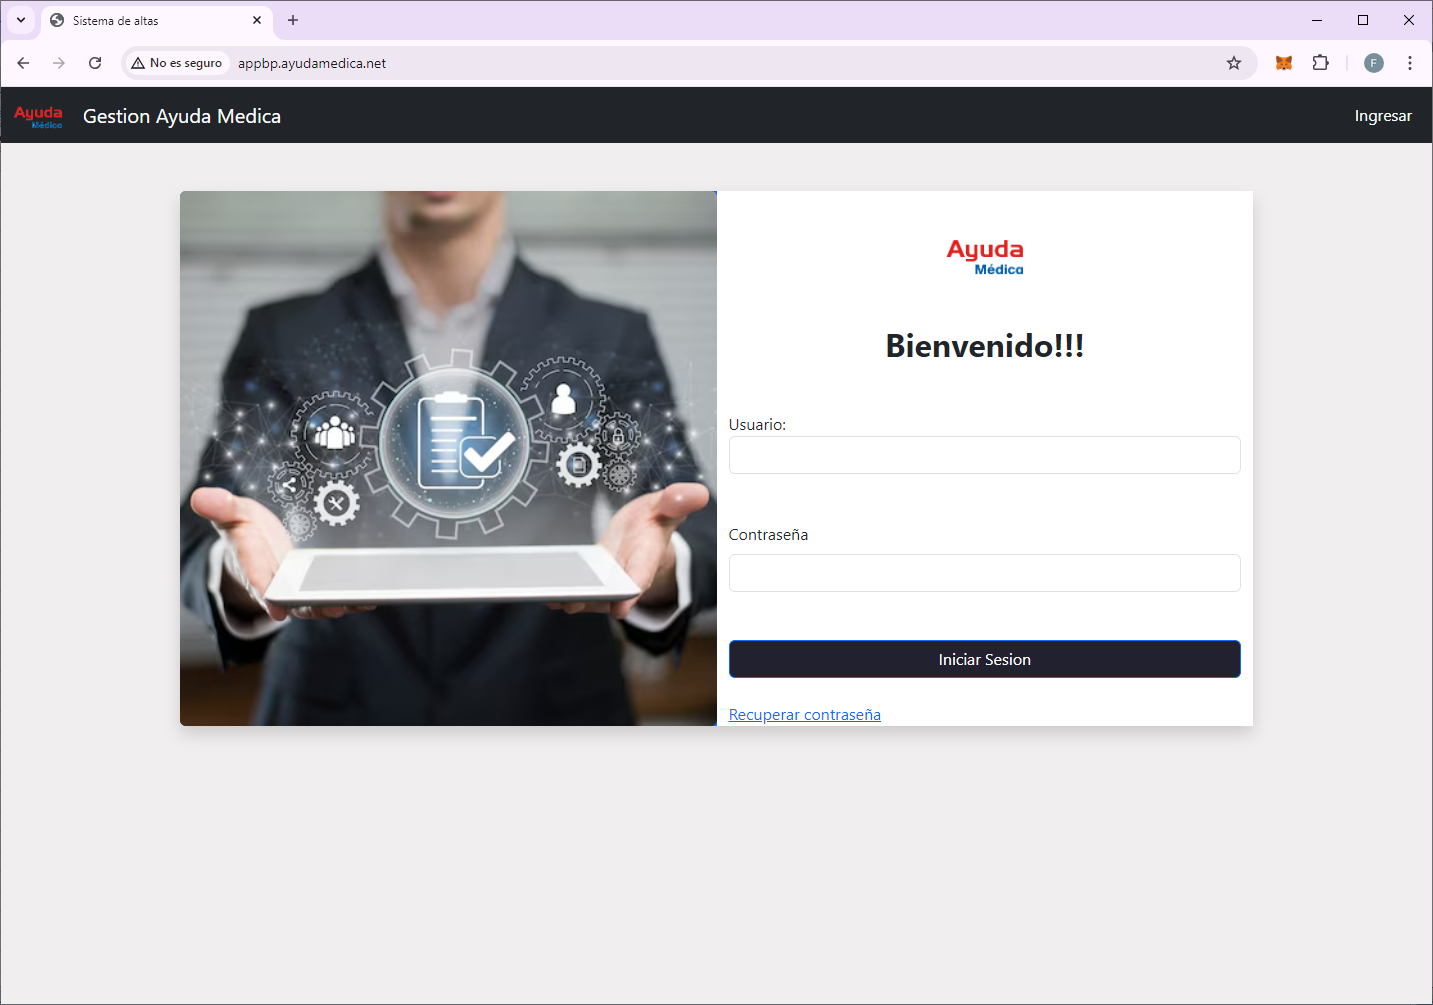 Sistema de altas
No es seguro
appbp.ayudamedica.net
F
Ayuda
Médica
Gestion Ayuda Medica
Ingresar
Ayuda
Médica
Bienvenido!!!
Usuario:
Contraseña
Iniciar Sesion
Recuperar contraseña